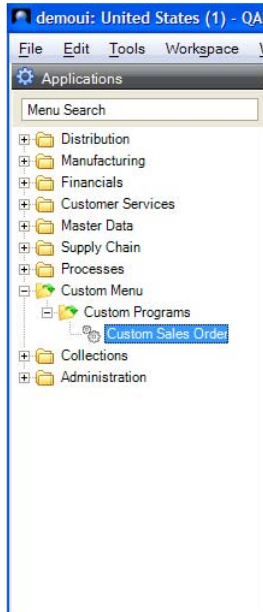 demoui: United States (1) - QA
File Edit Tools Workspace
Applications
Menu Search
Distribution
Manufacturing
Financials
Customer Services
Master Data
Supply Chain
Processes
Custom Menu
Custom Programs
Custom Sales Order
Collections
Administration